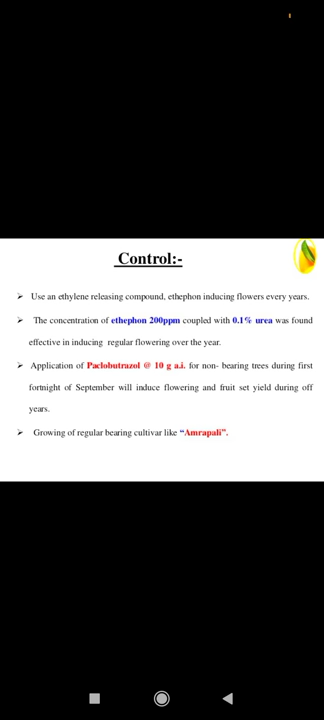 Control:-
➢ Use an ethylene releasing compound, ethephon inducing flowers every years.
➢ The concentration of ethephon 200ppm coupled with 0.1% urea was found
effective in inducing regular flowering over the year.
➢ Application of Paclobutrazol @ 10 g a.i. for non- bearing trees during first
fortnight of September will induce flowering and fruit set yield during off
years.
➢ Growing of regular bearing cultivar like “Amrapali”.